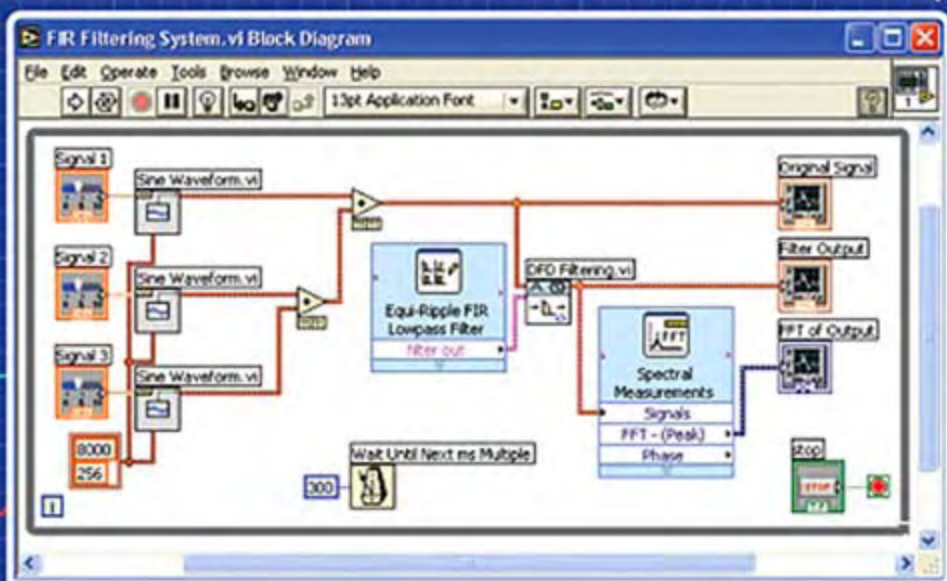 FIR Filtering System.vi Block Diagram
File Edit Operate Tools Browse Window Help
13pt Application Font
1
Signal 1
Sine Waveform.vi
Original Signal
Signal 2
Filter Output
Sine Waveform.vi
DFD Filtering.vi
Equi-Ripple FIR
Lowpass Filter
filter out
FFT of Output
Signal 3
Sine Waveform.vi
FFT
Spectral
Measurements
Signals
FFT - (Peak)
Phase
8000
256
Wait Until Next ms Multiple
300
stop
STOP
TF
i